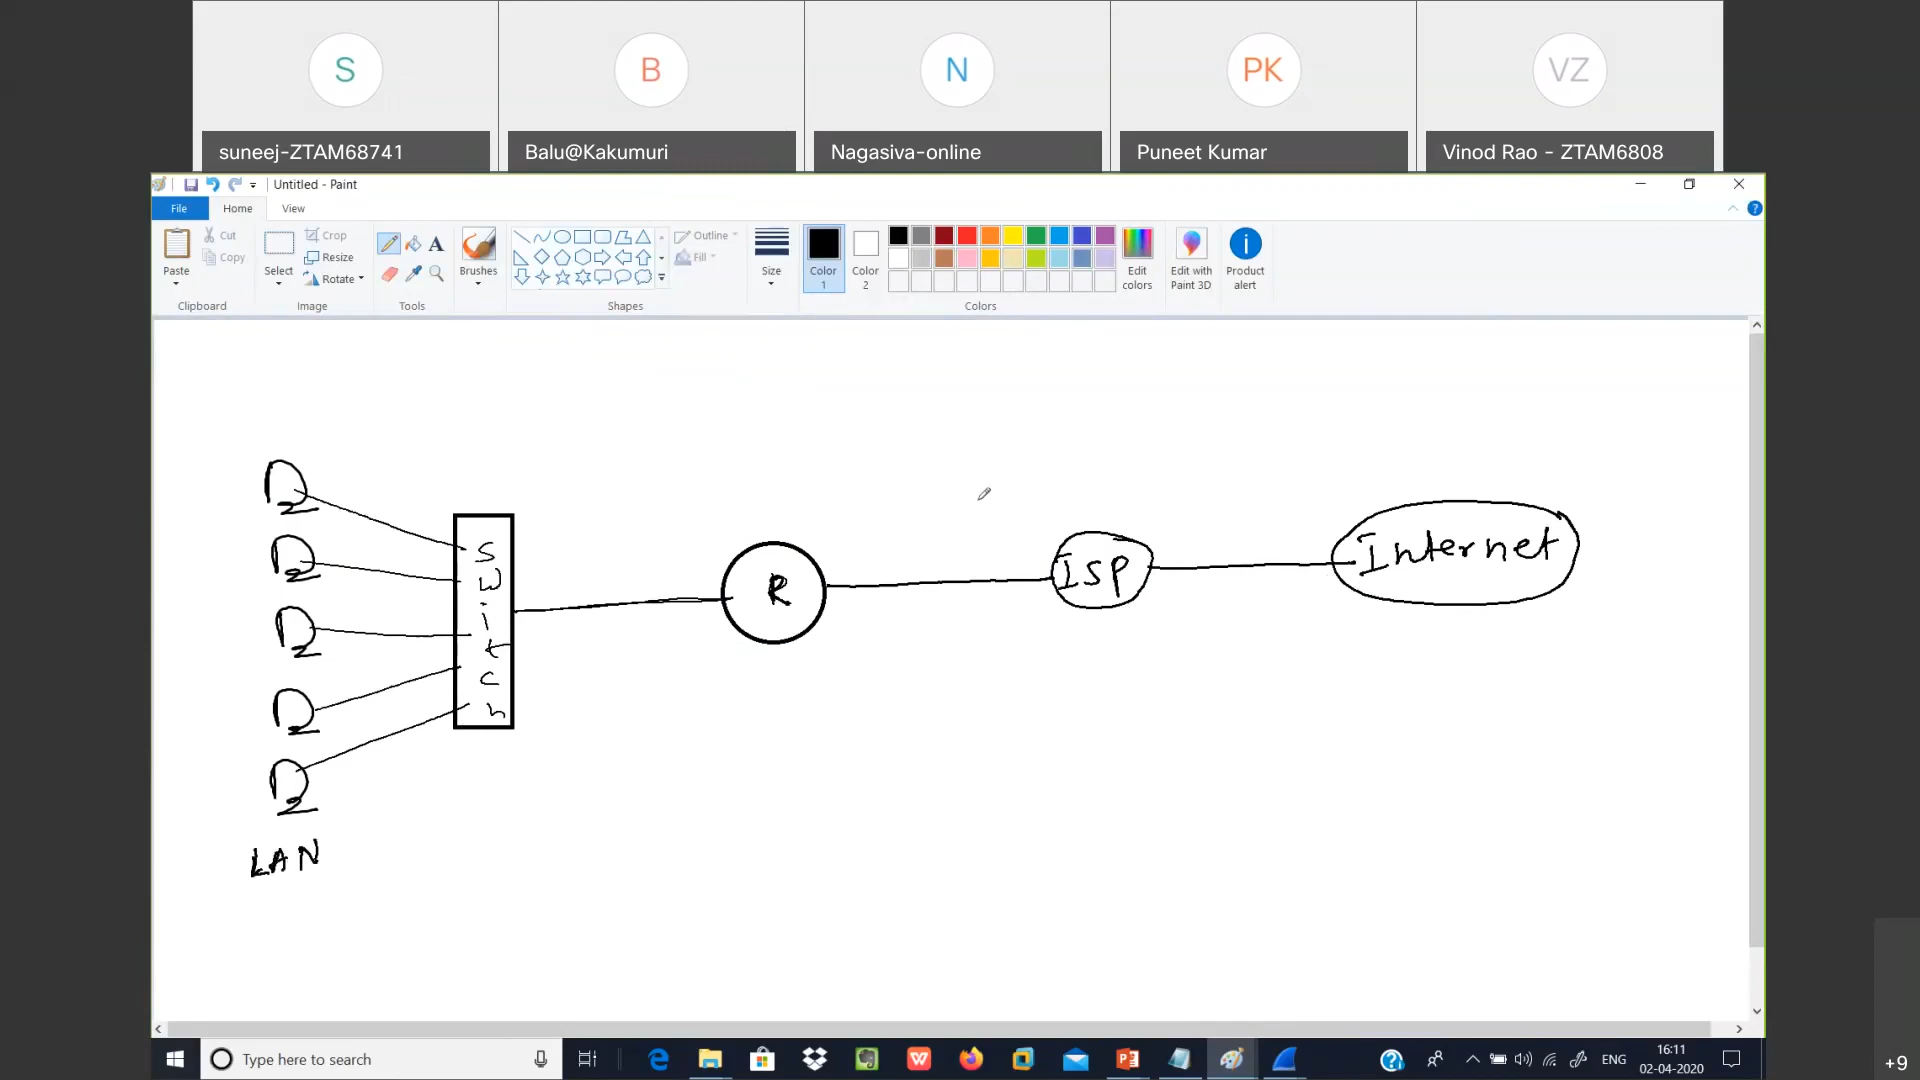 S
B
N
PK
VZ
suneej-ZTAM68741
Balu@Kakumuri
Nagasiva-online
Puneet Kumar
Vinod Rao - ZTAM6808
Untitled - Paint
File
Home
View
Paste
Cut
Copy
Clipboard
Select
Crop
Resize
Rotate
Image
A
Tools
Brushes
Shapes
Outline
Fill
Size
Color
1
Color
2
Edit
colors
Colors
Edit with
Paint 3D
Product
alert
Switch
R
ISP
Internet
LAN
Type here to search
ENG
16:11
02-04-2020
+9